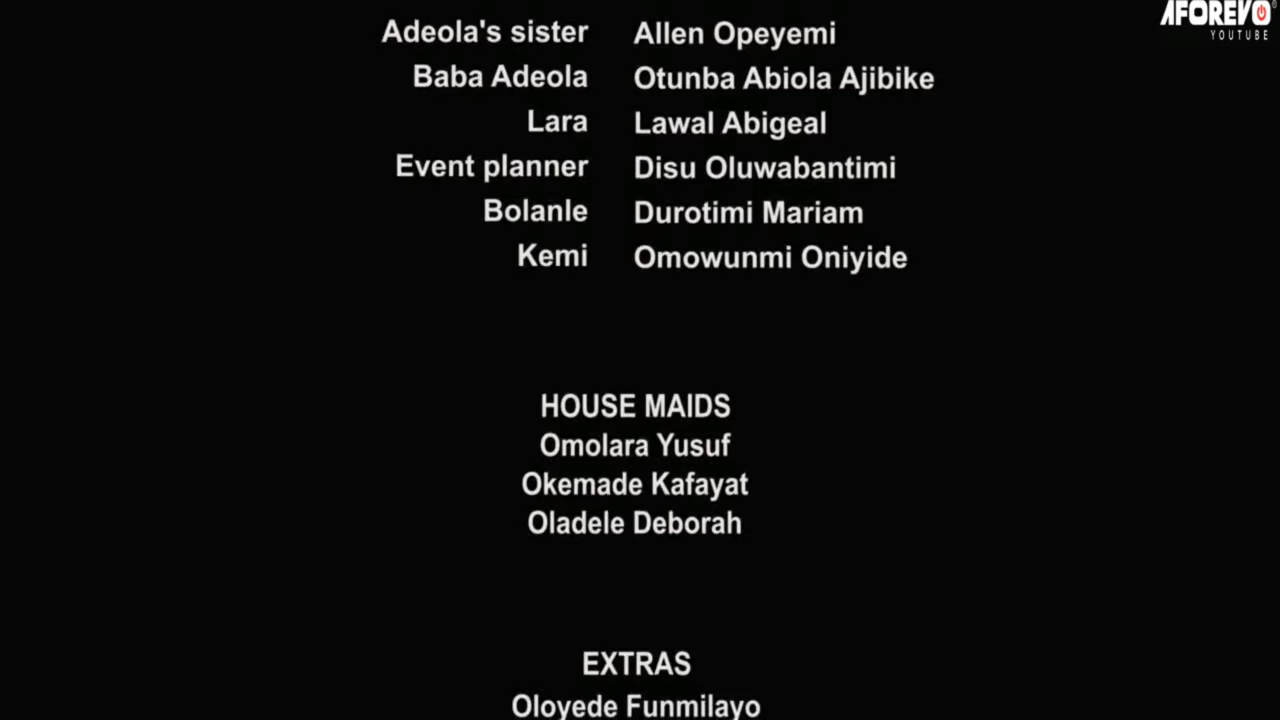 AFOREVO
YOUTUBE
Adeola's sister Allen Opeyemi
Baba Adeola Otunba Abiola Ajibike
Lara Lawal Abigeal
Event planner Disu Oluwabantimi
Bolanle Durotimi Mariam
Kemi Omowunmi Oniyide
HOUSE MAIDS
Omolara Yusuf
Okemade Kafayat
Oladele Deborah
EXTRAS
Oloyede Funmilayo